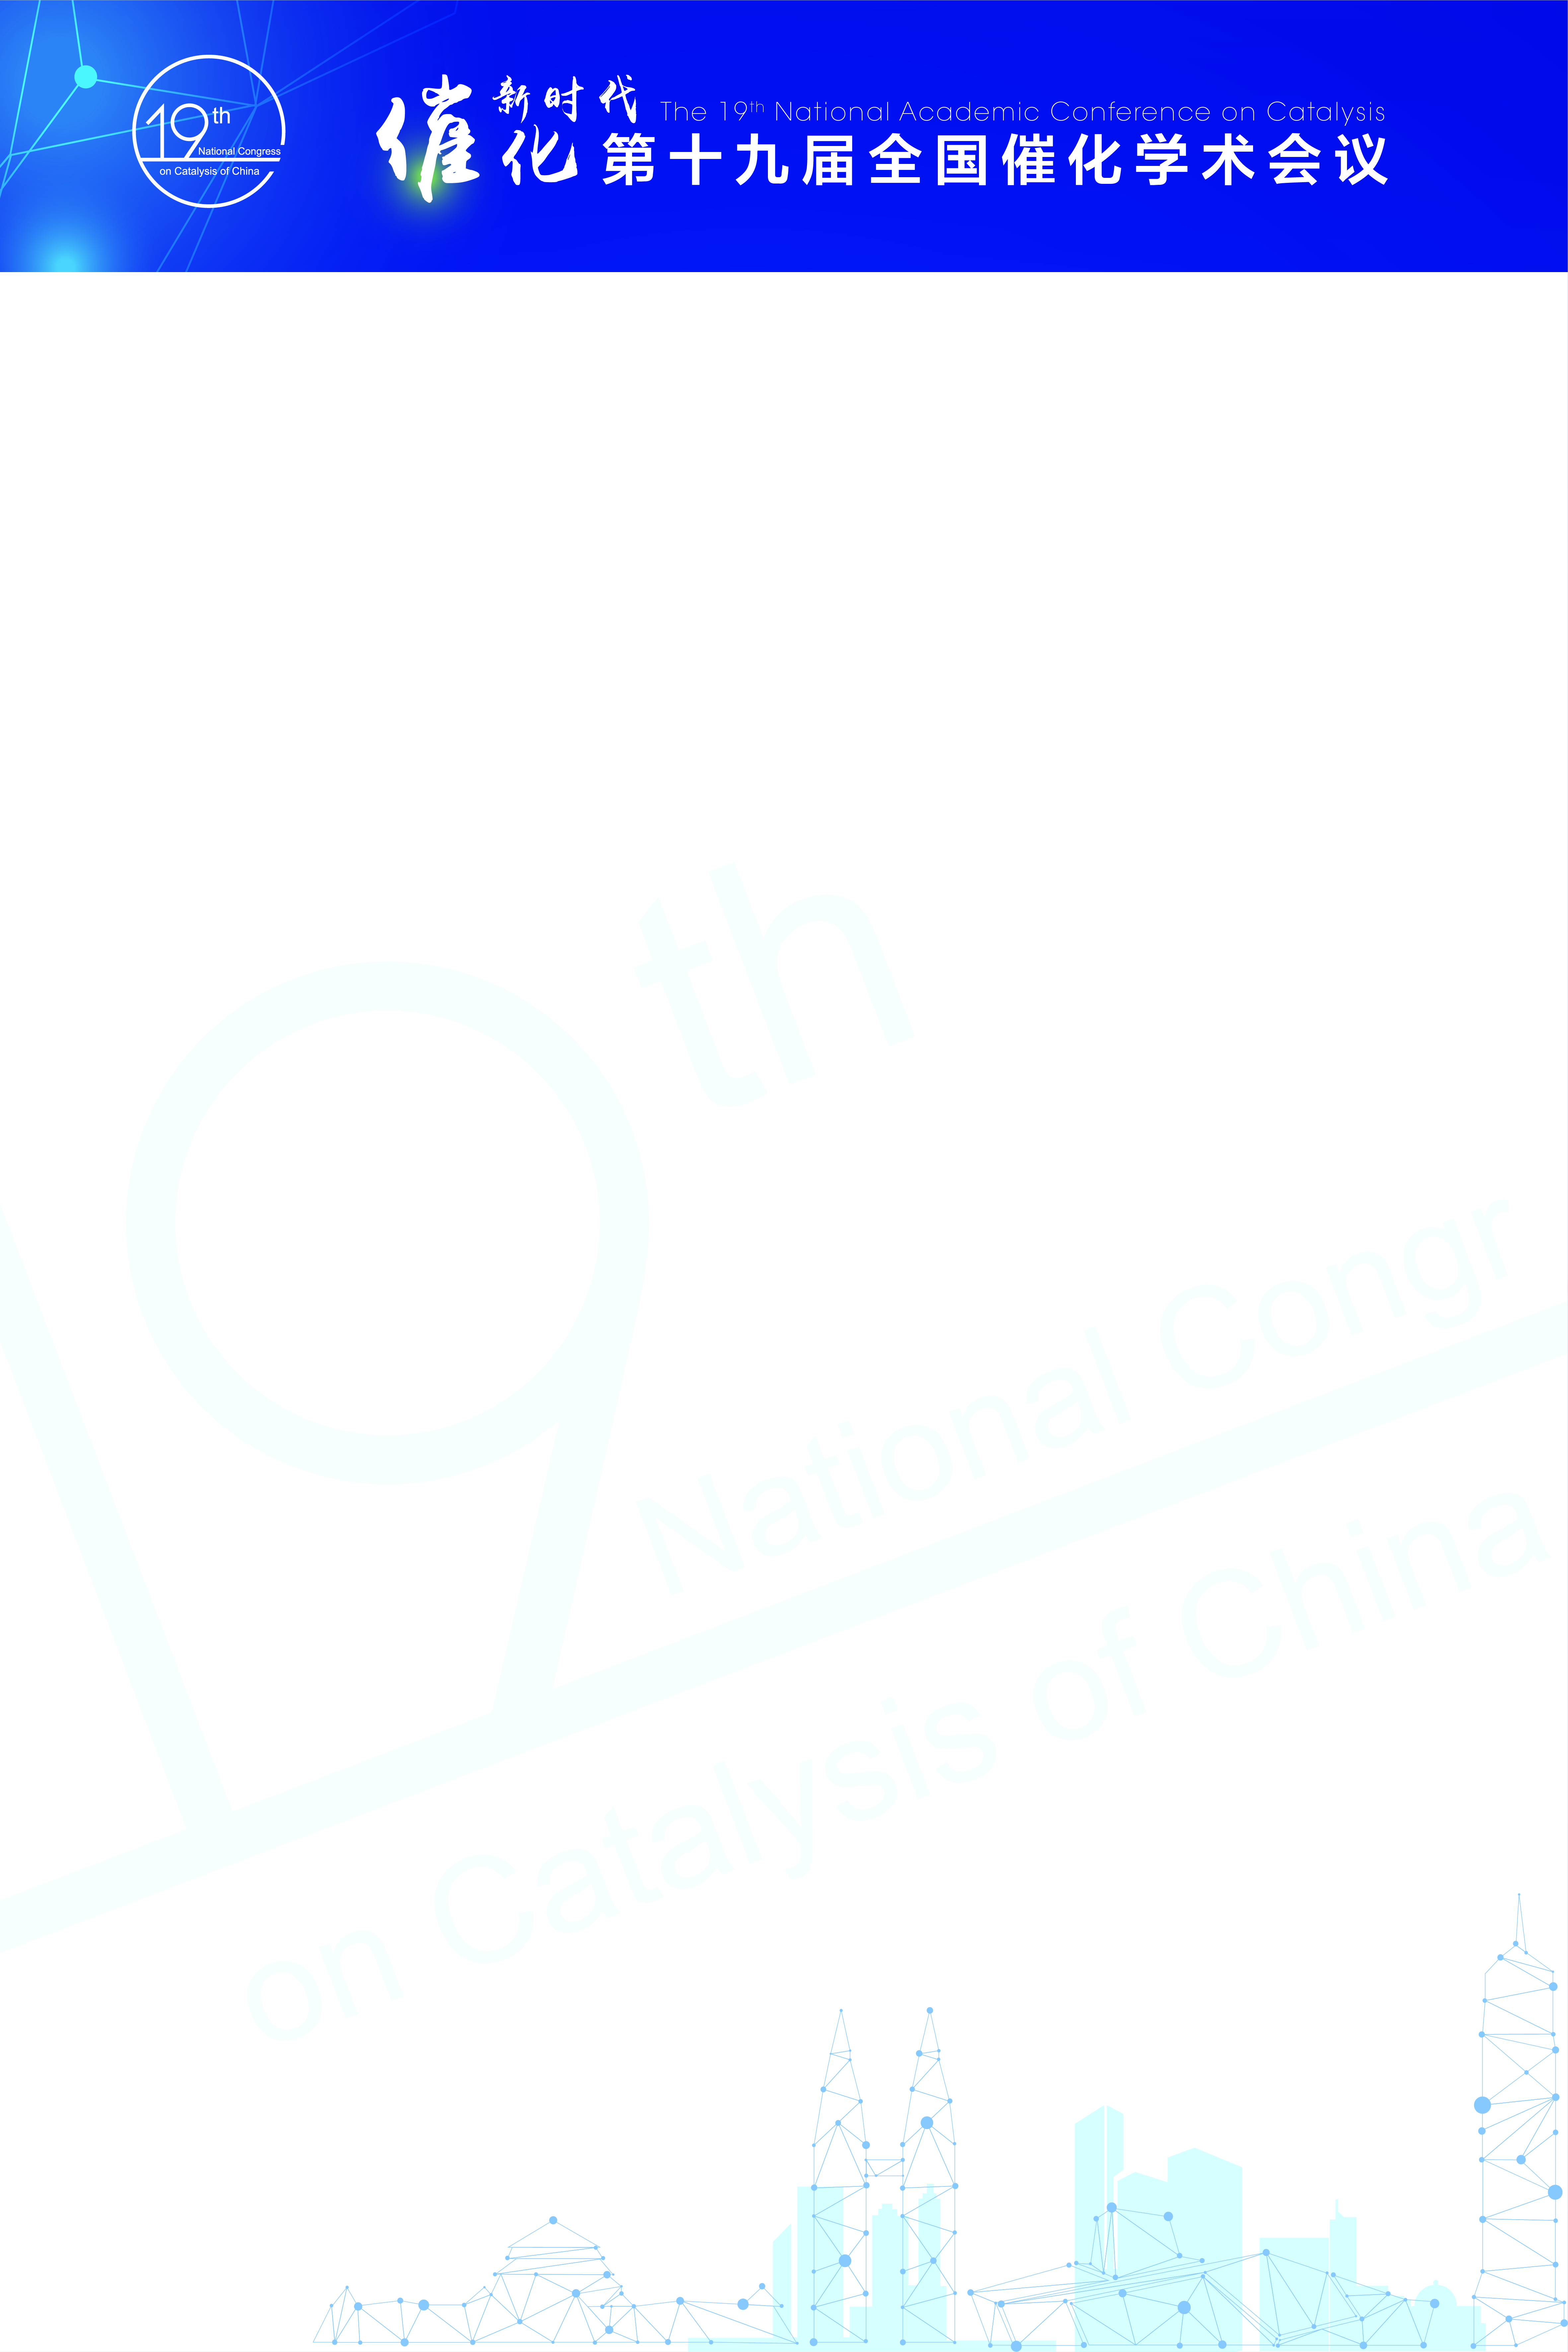 19th
National Congress
on Catalysis of China
催化新时代
The 19th National Academic Conference on Catalysis
第十九届全国催化学术会议
19th
National Congr
on Catalysis of China